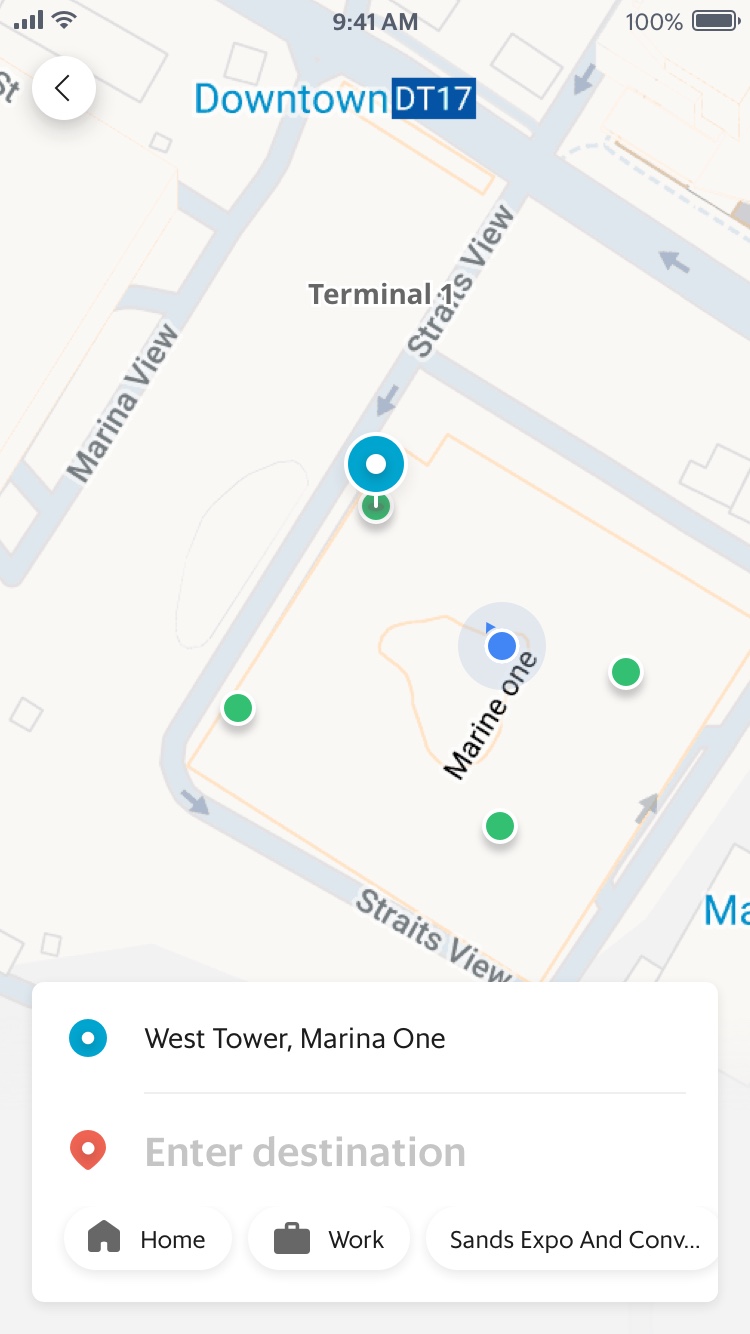 9:41 AM
100%
St
Downtown DT17
Straits View
Terminal 1
Marina View
Marine one
Straits View
West Tower, Marina One
Enter destination
Home
Work
Sands Expo And Conv...